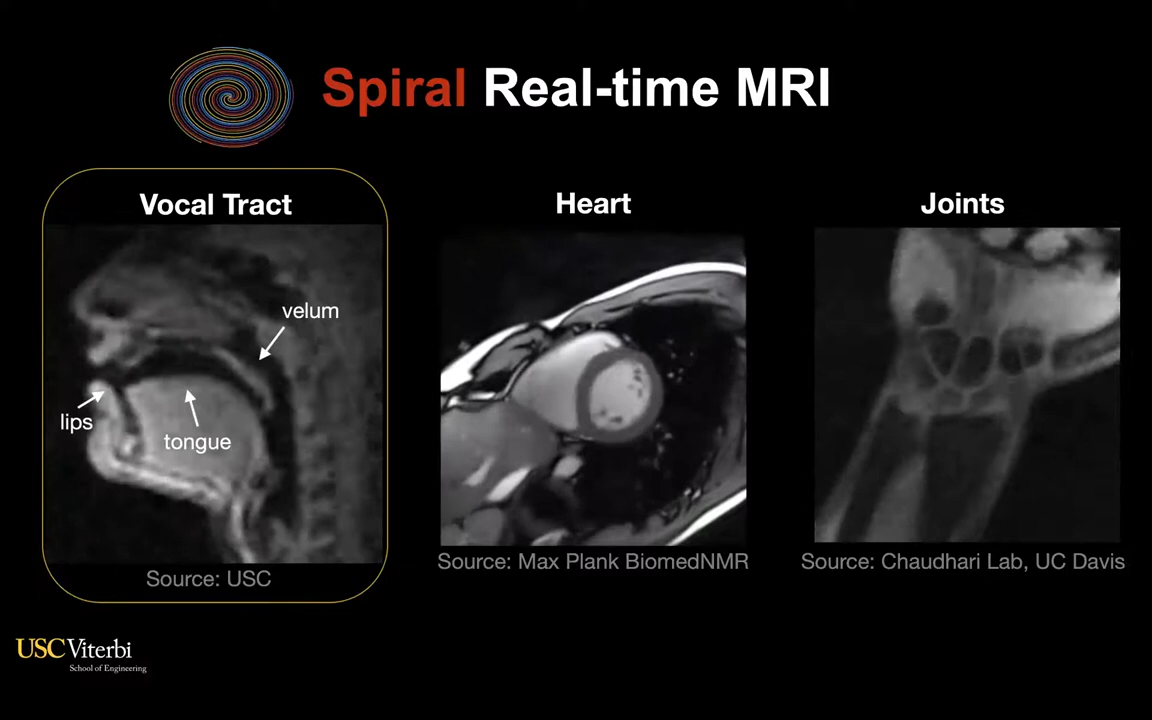 Spiral Real-time MRI
Vocal Tract
velum
lips
tongue
Source: USC
Heart
Source: Max Plank BiomedNMR
Joints
Source: Chaudhari Lab, UC Davis
USC Viterbi
School of Engineering